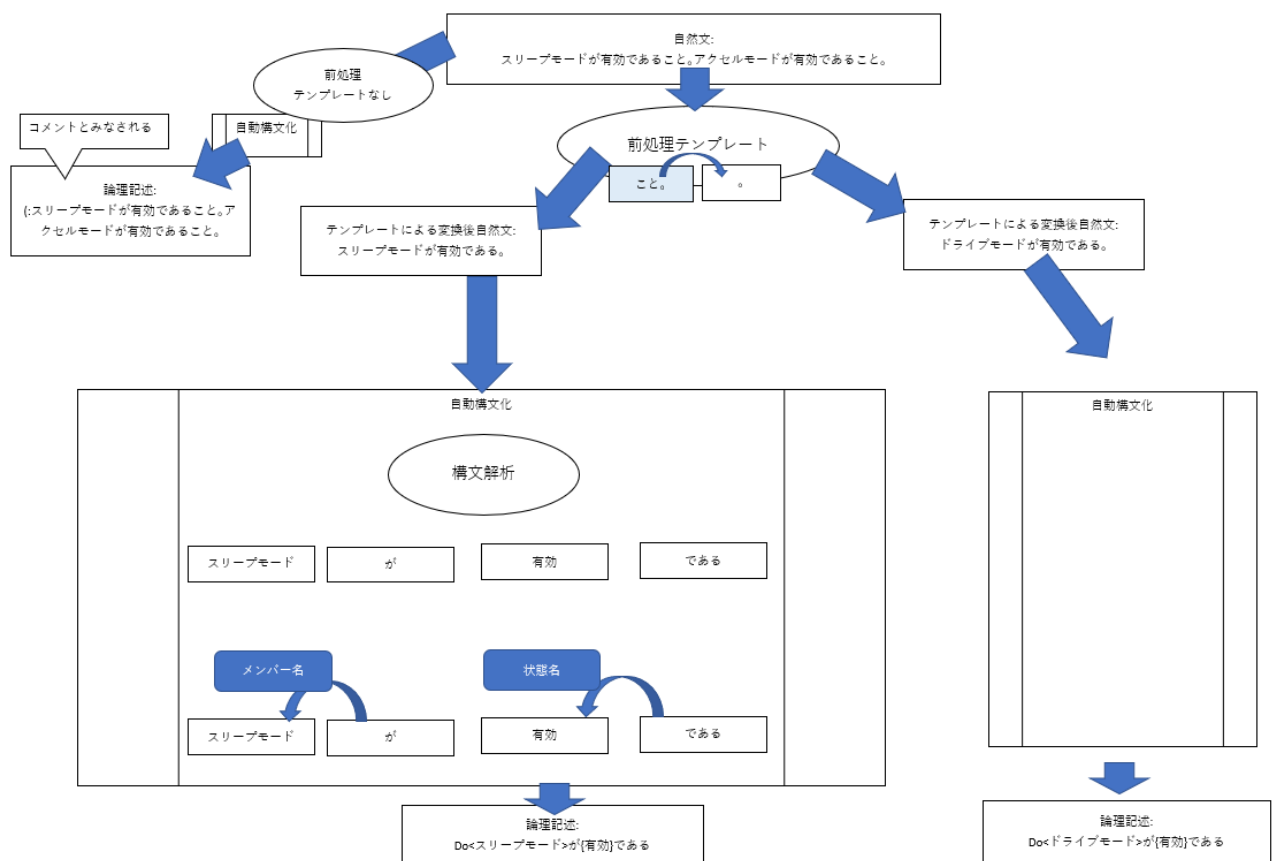 自然文:
スリープモードが有効であること。アクセルモードが有効であること。
前処理
テンプレートなし
コメントとみなされる
自動構文化
前処理テンプレート
こと。
。
論理記述:
{:スリープモードが有効であること。ア
クセルモードが有効であること。
テンプレートによる変換後自然文:
スリープモードが有効である。
テンプレートによる変換後自然文:
ドライブモードが有効である。
自動構文化
構文解析
スリープモード
が
有効
である
メンバー名
状態名
スリープモード
が
有効
である
自動構文化
論理記述:
Do<スリープモード>が{有効}である
論理記述:
Do<ドライブモード>が{有効}である